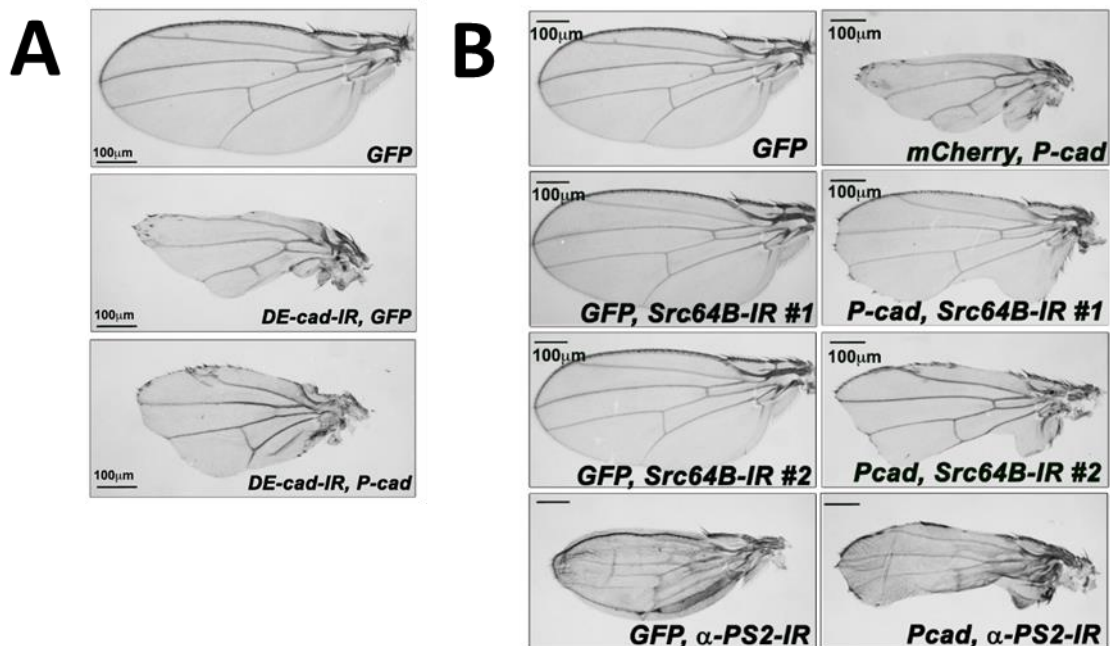 A
100μm
GFP
100μm
DE-cad-IR, GFP
100μm
DE-cad-IR, P-cad
B
100μm
GFP
100μm
mCherry, P-cad
100μm
GFP, Src64B-IR #1
100μm
P-cad, Src64B-IR #1
100μm
GFP, Src64B-IR #2
100μm
Pcad, Src64B-IR #2
GFP, α-PS2-IR
Pcad, α-PS2-IR